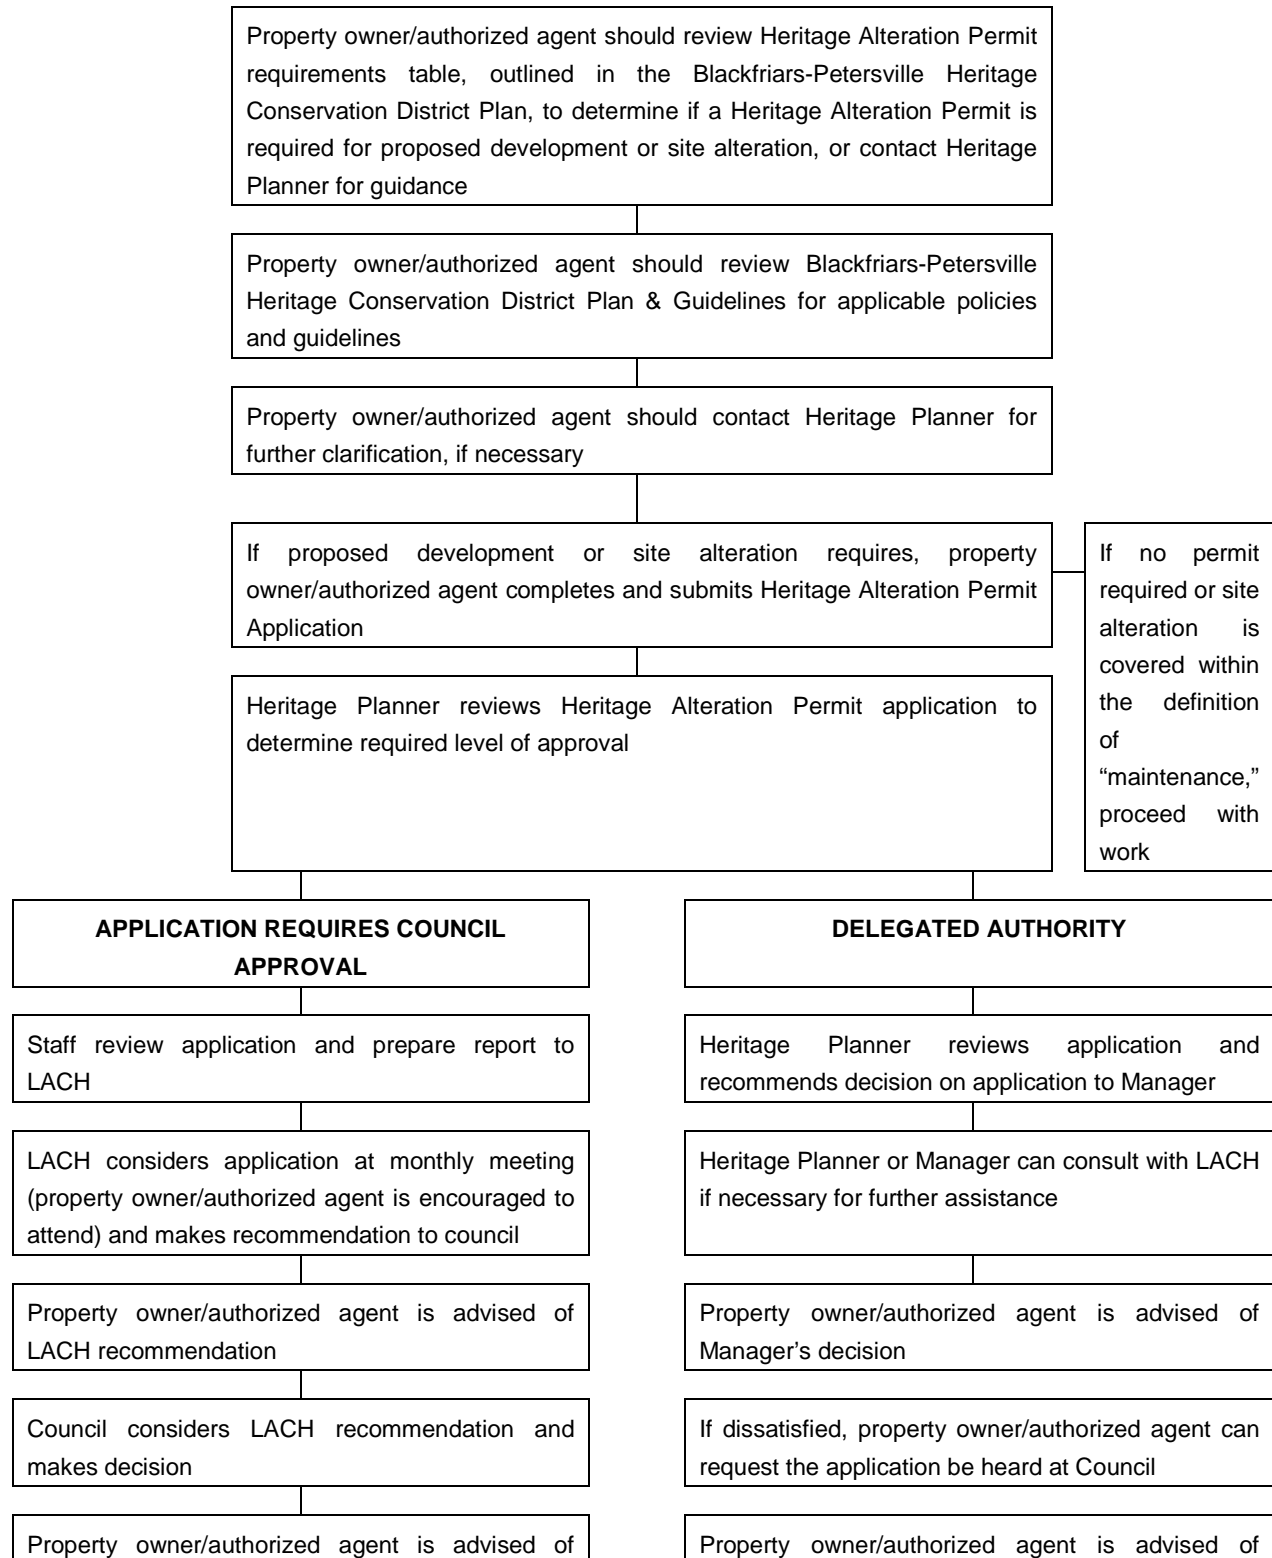 Property owner/authorized agent should review Heritage Alteration Permit
requirements table, outlined in the Blackfriars-Petersville Heritage
Conservation District Plan, to determine if a Heritage Alteration Permit is
required for proposed development or site alteration, or contact Heritage
Planner for guidance
Property owner/authorized agent should review Blackfriars-Petersville
Heritage Conservation District Plan & Guidelines for applicable policies
and guidelines
Property owner/authorized agent should contact Heritage Planner for
further clarification, if necessary
If proposed development or site alteration requires, property
owner/authorized agent completes and submits Heritage Alteration Permit
Application
If no permit
required or site
alteration is
covered within
the definition
of
“maintenance,”
proceed with
work
Heritage Planner reviews Heritage Alteration Permit application to
determine required level of approval
APPLICATION REQUIRES COUNCIL
APPROVAL
Staff review application and prepare report to
LACH
LACH considers application at monthly meeting
(property owner/authorized agent is encouraged to
attend) and makes recommendation to council
Property owner/authorized agent is advised of
LACH recommendation
Council considers LACH recommendation and
makes decision
Property owner/authorized agent is advised of
DELEGATED AUTHORITY
Heritage Planner reviews application and
recommends decision on application to Manager
Heritage Planner or Manager can consult with LACH
if necessary for further assistance
Property owner/authorized agent is advised of
Manager’s decision
If dissatisfied, property owner/authorized agent can
request the application be heard at Council
Property owner/authorized agent is advised of